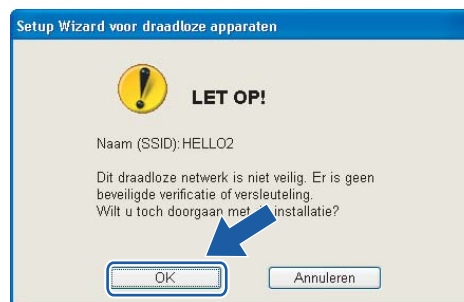 Setup Wizard voor draadloze apparaten
LET OP!
Naam (SSID): HELLO2
Dit draadloze netwerk is niet veilig. Er is geen
beveiligde verificatie of versleuteling.
Wilt u toch doorgaan met installatie?
OK
Annuleren